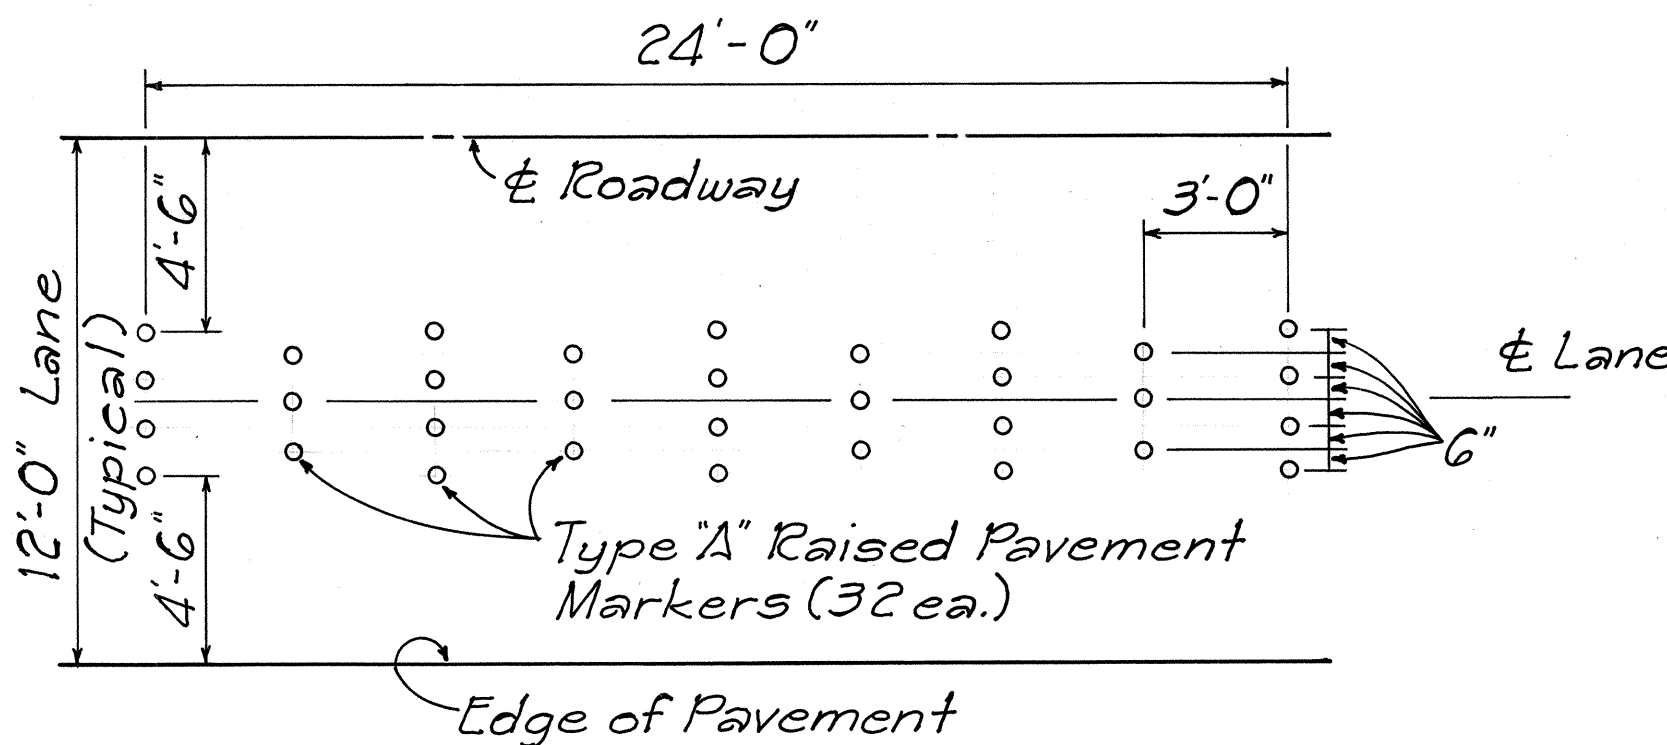 24'-0"
℄ Roadway
3'-0"
4'-6"
12'-0" Lane
(Typical)
℄ Lane
6"
4'-6"
Type "A" Raised Pavement
Markers (32 ea.)
Edge of Pavement